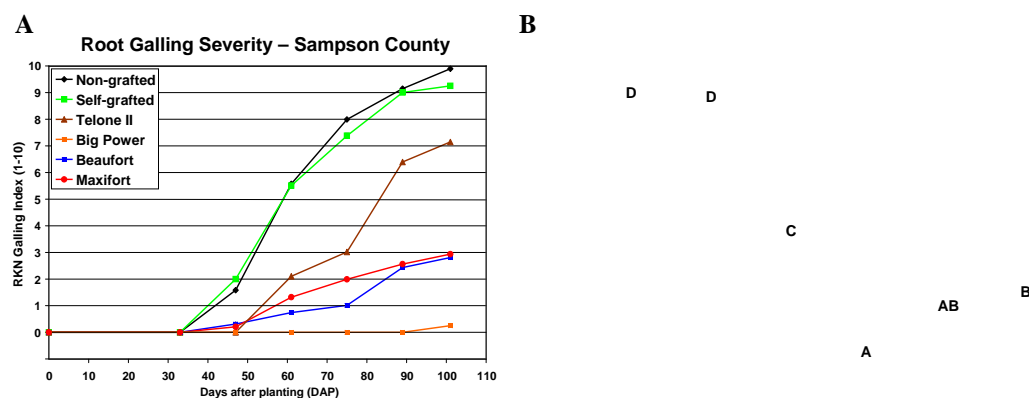 A
B
Root Galling Severity – Sampson County
RKN Galling Index (1-10)
10
9
8
7
6
5
4
3
2
1
0
Non-grafted
Self-grafted
Telone II
Big Power
Beaufort
Maxifort
0 10 20 30 40 50 60 70 80 90 100 110
Days after planting (DAP)
D D
C
B
AB
A